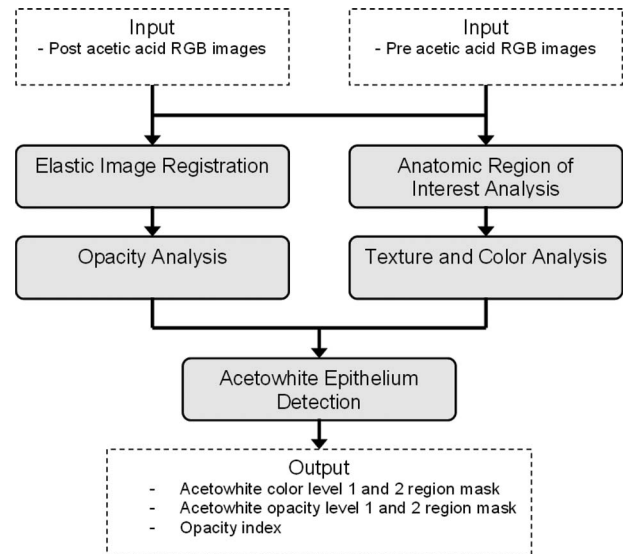 Input
- Post acetic acid RGB images
Input
- Pre acetic acid RGB images
Elastic Image Registration
Anatomic Region of
Interest Analysis
Opacity Analysis
Texture and Color Analysis
Acetowhite Epithelium
Detection
Output
- Acetowhite color level 1 and 2 region mask
- Acetowhite opacity level 1 and 2 region mask
- Opacity index